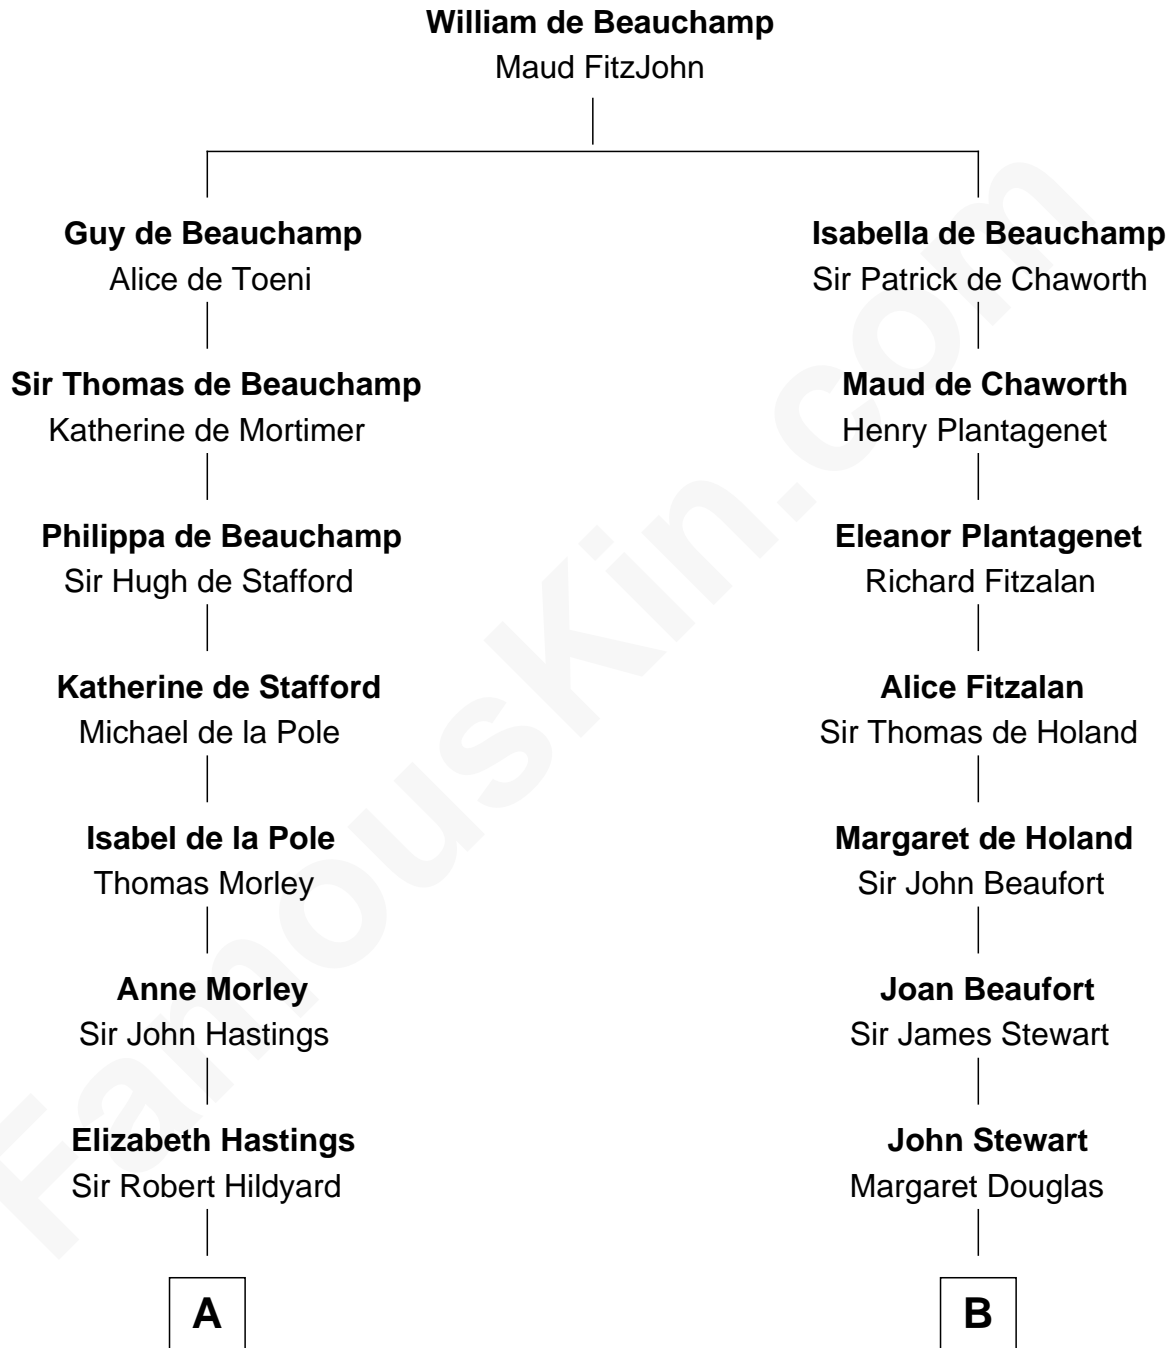 William de Beauchamp
Maud FitzJohn
Guy de Beauchamp
Alice de Toeni
Sir Thomas de Beauchamp
Katherine de Mortimer
Philippa de Beauchamp
Sir Hugh de Stafford
Katherine de Stafford
Michael de la Pole
Isabel de la Pole
Thomas Morley
Anne Morley
Sir John Hastings
Elizabeth Hastings
Sir Robert Hildyard
A
Isabella de Beauchamp
Sir Patrick de Chaworth
Maud de Chaworth
Henry Plantagenet
Eleanor Plantagenet
Richard Fitzalan
Alice Fitzalan
Sir Thomas de Holand
Margaret de Holand
Sir John Beaufort
Joan Beaufort
Sir James Stewart
John Stewart
Margaret Douglas
B
FamousKin.com